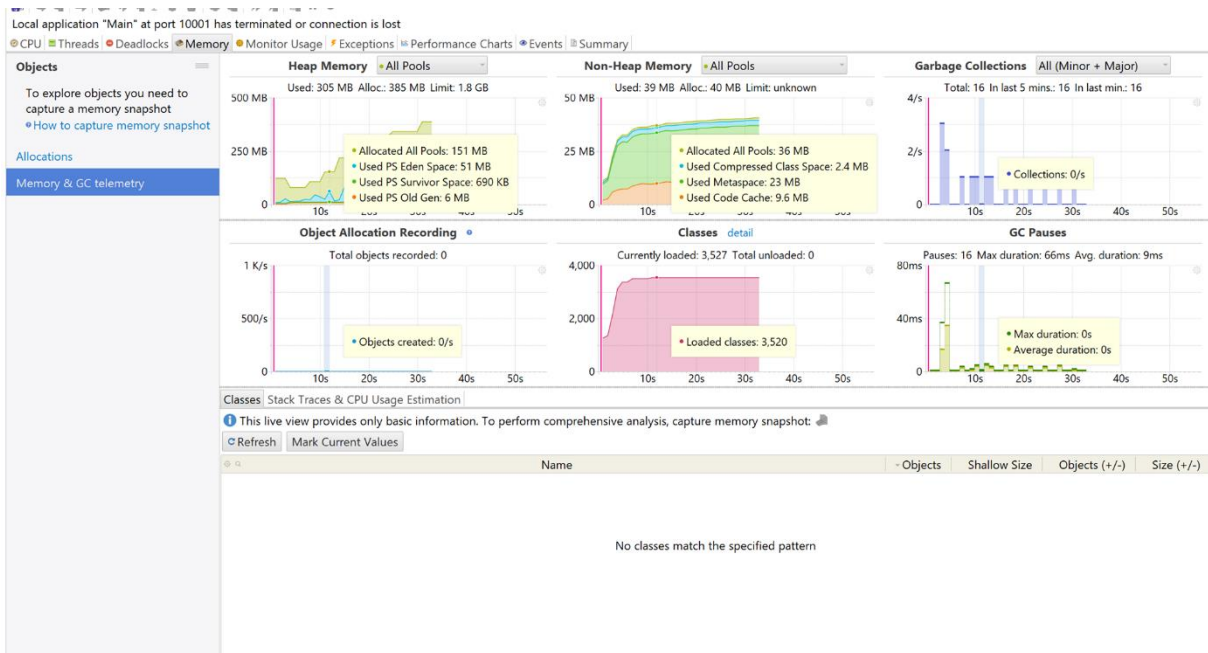 Local application "Main" at port 10001 has terminated or connection is lost
CPU Threads Deadlocks Memory Monitor Usage Exceptions Performance Charts Events Summary
Objects
To explore objects you need to
capture a memory snapshot
How to capture memory snapshot
Allocations
Memory & GC telemetry
Heap Memory All Pools
Used: 305 MB Alloc.: 385 MB Limit: 1.8 GB
500 MB
250 MB
0
Allocated All Pools: 151 MB
Used PS Eden Space: 51 MB
Used PS Survivor Space: 690 KB
Used PS Old Gen: 6 MB
10s 20s 30s 40s 50s
Non-Heap Memory All Pools
Used: 39 MB Alloc.: 40 MB Limit: unknown
50 MB
25 MB
0
Allocated All Pools: 36 MB
Used Compressed Class Space: 2.4 MB
Used Metaspace: 23 MB
Used Code Cache: 9.6 MB
10s 20s 30s 40s 50s
Garbage Collections All (Minor + Major)
Total: 16 In last 5 mins.: 16 In last min.: 16
4/s
2/s
0
Collections: 0/s
10s 20s 30s 40s 50s
Object Allocation Recording
Total objects recorded: 0
1 K/s
500/s
0
Objects created: 0/s
10s 20s 30s 40s 50s
Classes detail
Currently loaded: 3,527 Total unloaded: 0
4,000
2,000
0
Loaded classes: 3,520
10s 20s 30s 40s 50s
GC Pauses
Pauses: 16 Max duration: 66ms Avg. duration: 9ms
80ms
40ms
0
Max duration: 0s
Average duration: 0s
10s 20s 30s 40s 50s
Classes Stack Traces & CPU Usage Estimation
This live view provides only basic information. To perform comprehensive analysis, capture memory snapshot:
Refresh Mark Current Values
Name Objects Shallow Size Objects (+/-) Size (+/-)
No classes match the specified pattern